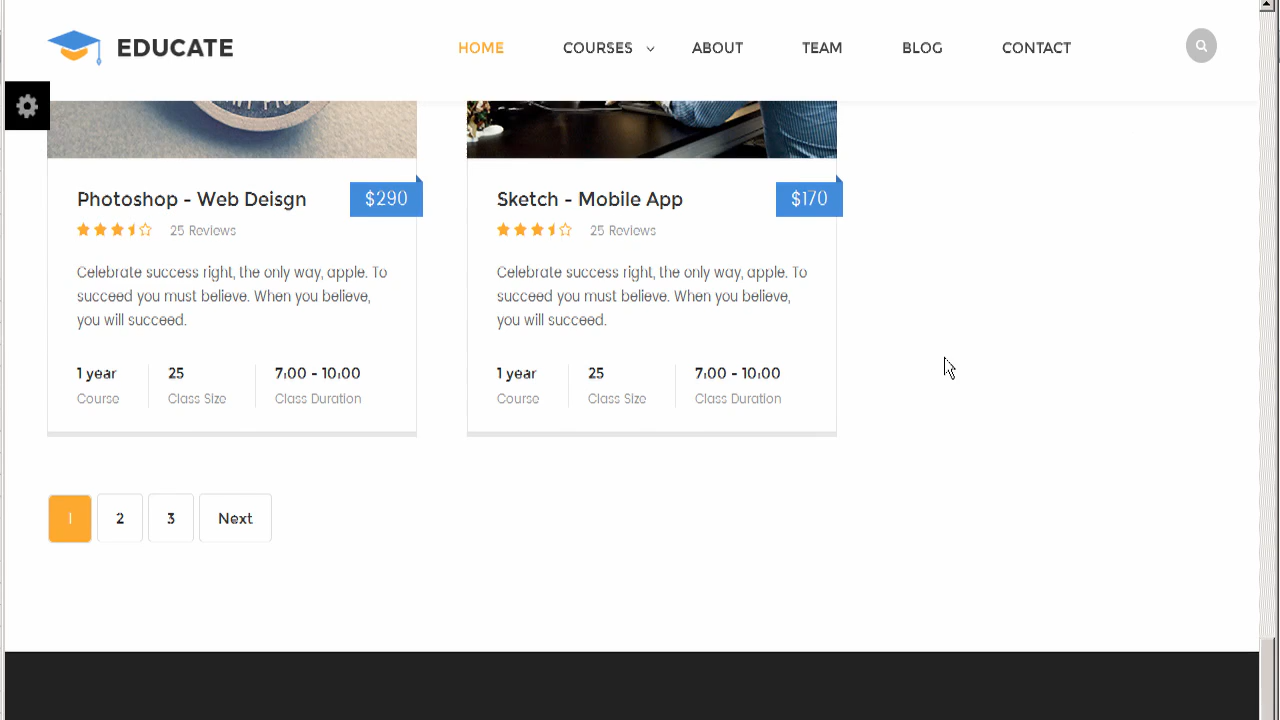 EDUCATE
HOME COURSES ABOUT TEAM BLOG CONTACT
Photoshop - Web Deisgn
$290
25 Reviews
Celebrate success right, the only way, apple. To
succeed you must believe. When you believe,
you will succeed.
1 year 25 7:00 - 10:00
Course Class Size Class Duration
Sketch - Mobile App
$170
25 Reviews
Celebrate success right, the only way, apple. To
succeed you must believe. When you believe,
you will succeed.
1 year 25 7:00 - 10:00
Course Class Size Class Duration
1 2 3 Next